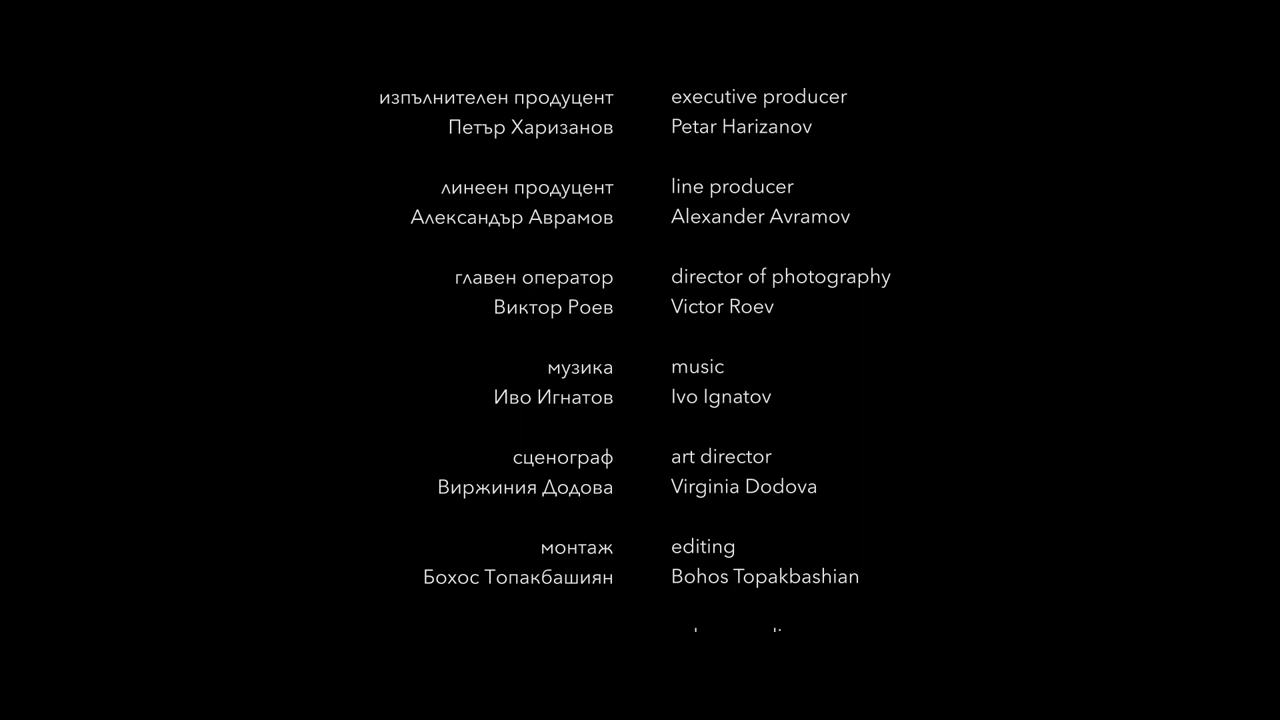 изпълнителен продуцент executive producer
Петър Харизанов Petar Harizanov
линеен продуцент line producer
Александър Аврамов Alexander Avramov
главен оператор director of photography
Виктор Роев Victor Roev
музика music
Иво Игнатов Ivo Ignatov
сценограф art director
Виржиния Додова Virginia Dodova
монтаж editing
Бохос Топакбашиян Bohos Topakbashian